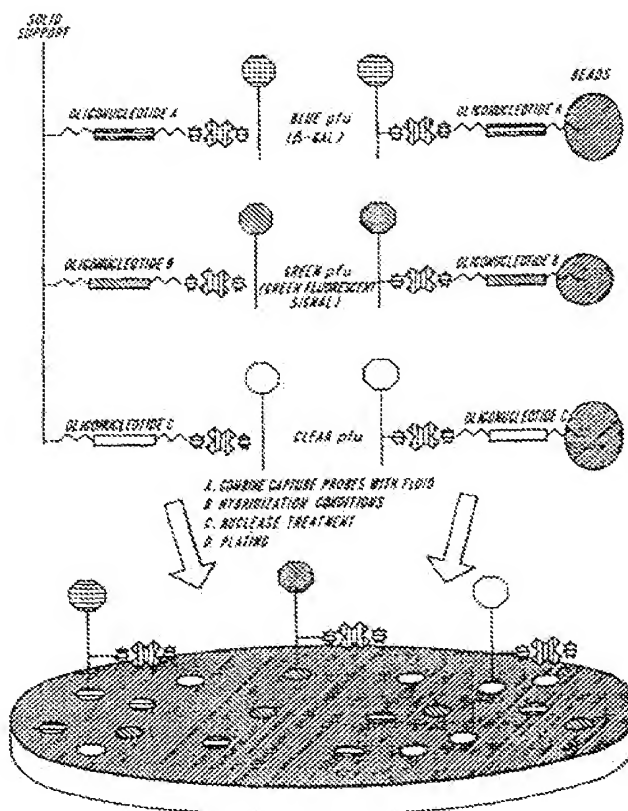 SOLID
SUPPORT
BEADS
OLIGONUCLEOTIDE A
BLUE pfu
(β-GAL)
OLIGONUCLEOTIDE A
OLIGONUCLEOTIDE B
GREEN pfu
(GREEN FLUORESCENT
SIGNAL)
OLIGONUCLEOTIDE B
OLIGONUCLEOTIDE C
CLEAR pfu
OLIGONUCLEOTIDE C
A. COMBINE CAPTURE PROBES WITH FLUID
B. HYBRIDIZATION CONDITIONS
C. NUCLEASE TREATMENT
D. PLATING